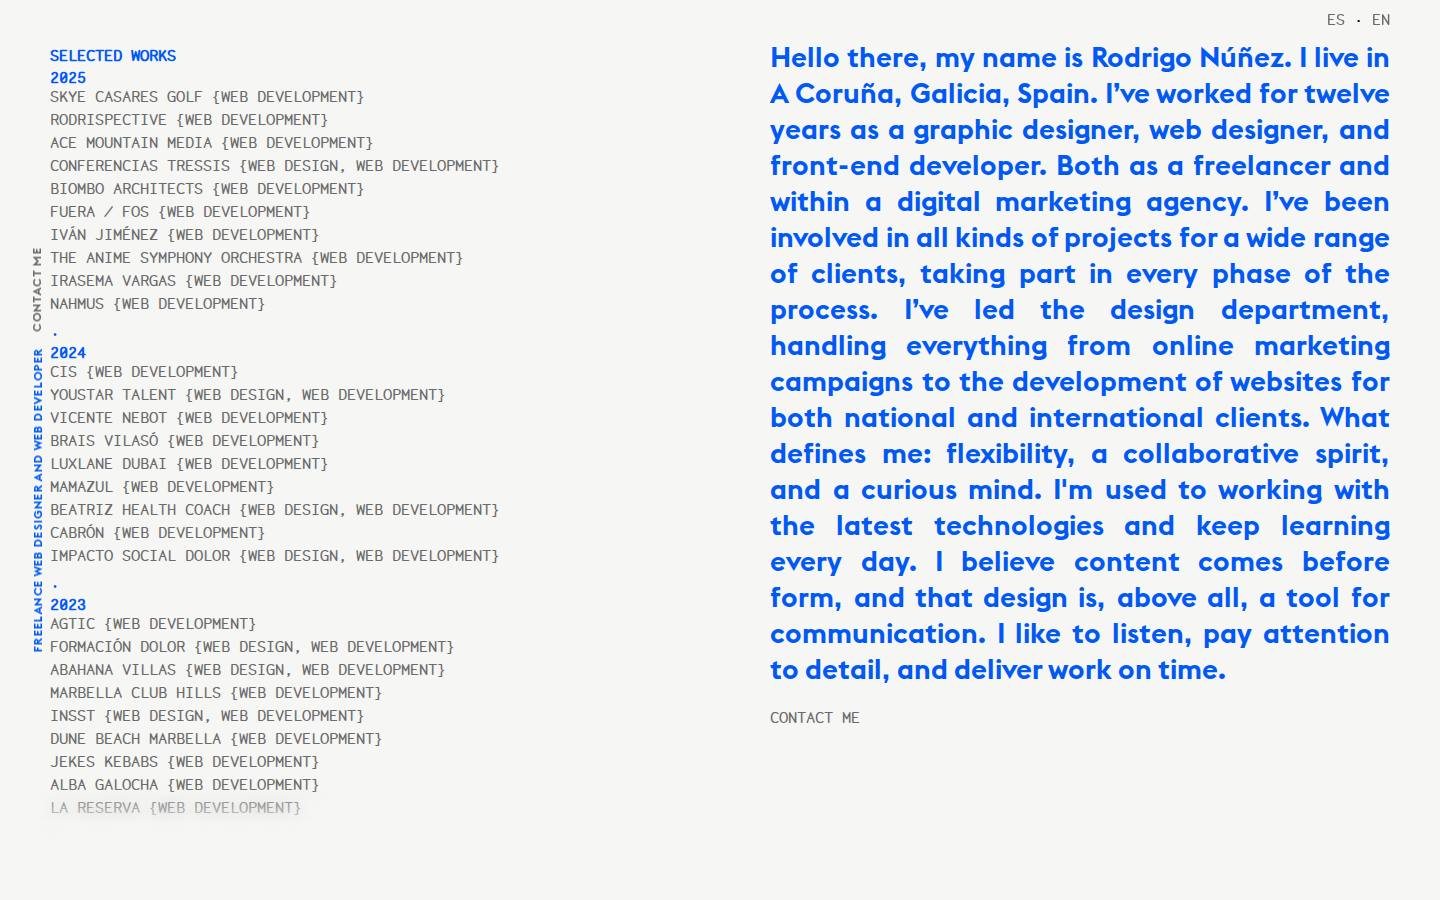 ES · EN
SELECTED WORKS
2025
SKYE CASARES GOLF {WEB DEVELOPMENT}
RODRISPECTIVE {WEB DEVELOPMENT}
ACE MOUNTAIN MEDIA {WEB DEVELOPMENT}
CONFERENCIAS TRESSIS {WEB DESIGN, WEB DEVELOPMENT}
BIOMBO ARCHITECTS {WEB DEVELOPMENT}
FUERA / FOS {WEB DEVELOPMENT}
IVÁN JIMÉNEZ {WEB DEVELOPMENT}
THE ANIME SYMPHONY ORCHESTRA {WEB DEVELOPMENT}
IRASEMA VARGAS {WEB DEVELOPMENT}
NAHMUS {WEB DEVELOPMENT}
.
2024
CIS {WEB DEVELOPMENT}
YOUSTAR TALENT {WEB DESIGN, WEB DEVELOPMENT}
VICENTE NEBOT {WEB DEVELOPMENT}
BRAIS VILASÓ {WEB DEVELOPMENT}
LUXLANE DUBAI {WEB DEVELOPMENT}
MAMAZUL {WEB DEVELOPMENT}
BEATRIZ HEALTH COACH {WEB DESIGN, WEB DEVELOPMENT}
CABRÓN {WEB DEVELOPMENT}
IMPACTO SOCIAL DOLOR {WEB DESIGN, WEB DEVELOPMENT}
.
2023
AGTIC {WEB DEVELOPMENT}
FORMACIÓN DOLOR {WEB DESIGN, WEB DEVELOPMENT}
ABAHANA VILLAS {WEB DESIGN, WEB DEVELOPMENT}
MARBELLA CLUB HILLS {WEB DEVELOPMENT}
INSST {WEB DESIGN, WEB DEVELOPMENT}
DUNE BEACH MARBELLA {WEB DEVELOPMENT}
JEKES KEBABS {WEB DEVELOPMENT}
ALBA GALOCHA {WEB DEVELOPMENT}
LA RESERVA {WEB DEVELOPMENT}
FREELANCE WEB DESIGNER AND WEB DEVELOPER CONTACT ME
Hello there, my name is Rodrigo Núñez. I live in
A Coruña, Galicia, Spain. I’ve worked for twelve
years as a graphic designer, web designer, and
front-end developer. Both as a freelancer and
within a digital marketing agency. I’ve been
involved in all kinds of projects for a wide range
of clients, taking part in every phase of the
process. I’ve led the design department,
handling everything from online marketing
campaigns to the development of websites for
both national and international clients. What
defines me: flexibility, a collaborative spirit,
and a curious mind. I'm used to working with
the latest technologies and keep learning
every day. I believe content comes before
form, and that design is, above all, a tool for
communication. I like to listen, pay attention
to detail, and deliver work on time.
CONTACT ME